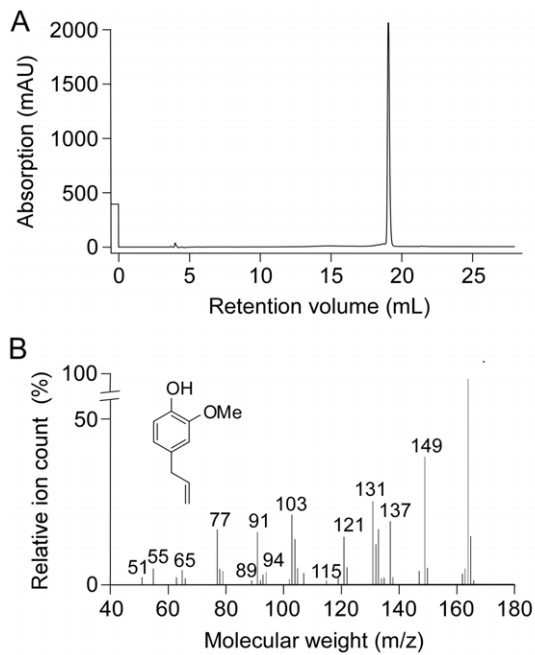 A
Absorption (mAU)
2000
1500
1000
500
0
0 5 10 15 20 25
Retention volume (mL)
B
Relative ion count (%)
100
50
0
OH
OMe
149
131
137
103
121
77
91
51 55 65 89 94 115
40 60 80 100 120 140 160 180
Molecular weight (m/z)